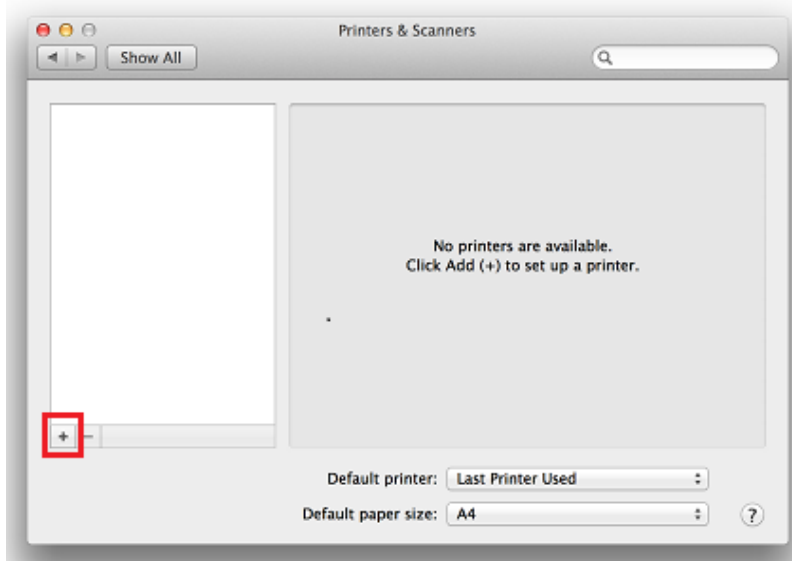 Printers & Scanners
Show All
No printers are available.
Click Add (+) to set up a printer.
+ −
Default printer: Last Printer Used
Default paper size: A4 ?